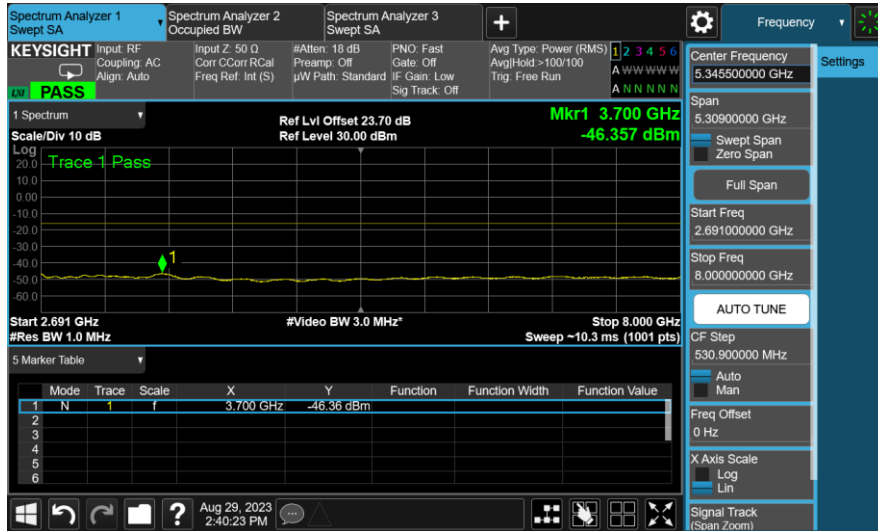 Spectrum Analyzer 1
Swept SA
Spectrum Analyzer 2
Occupied BW
Spectrum Analyzer 3
Swept SA
+
Frequency
KEYSIGHT
Input: RF
Coupling: AC
Align: Auto
Input Z: 50 Ω
Corr CCorr RCal
Freq Ref: Int (S)
#Atten: 18 dB
Preamp: Off
µW Path: Standard
PNO: Fast
Gate: Off
IF Gain: Low
Sig Track: Off
Avg Type: Power (RMS)
Avg|Hold:>100/100
Trig: Free Run
1 2 3 4 5 6
A W W W W W
A N N N N N
LXI
PASS
1 Spectrum
Scale/Div 10 dB
Ref Lvl Offset 23.70 dB
Ref Level 30.00 dBm
Mkr1 3.700 GHz
-46.357 dBm
Log
Trace 1 Pass
20.0
10.0
0.00
-10.0
-20.0
-30.0
-40.0
-50.0
-60.0
1
Start 2.691 GHz
#Res BW 1.0 MHz
#Video BW 3.0 MHz*
Stop 8.000 GHz
Sweep ~10.3 ms (1001 pts)
5 Marker Table
Mode Trace Scale X Y Function Function Width Function Value
1 N 1 f 3.700 GHz -46.36 dBm
2
3
4
5
6
?
Aug 29, 2023
2:40:23 PM
Center Frequency
5.345500000 GHz
Settings
Span
5.30900000 GHz
Swept Span
Zero Span
Full Span
Start Freq
2.691000000 GHz
Stop Freq
8.000000000 GHz
AUTO TUNE
CF Step
530.900000 MHz
Auto
Man
Freq Offset
0 Hz
X Axis Scale
Log
Lin
Signal Track
(Span Zoom)